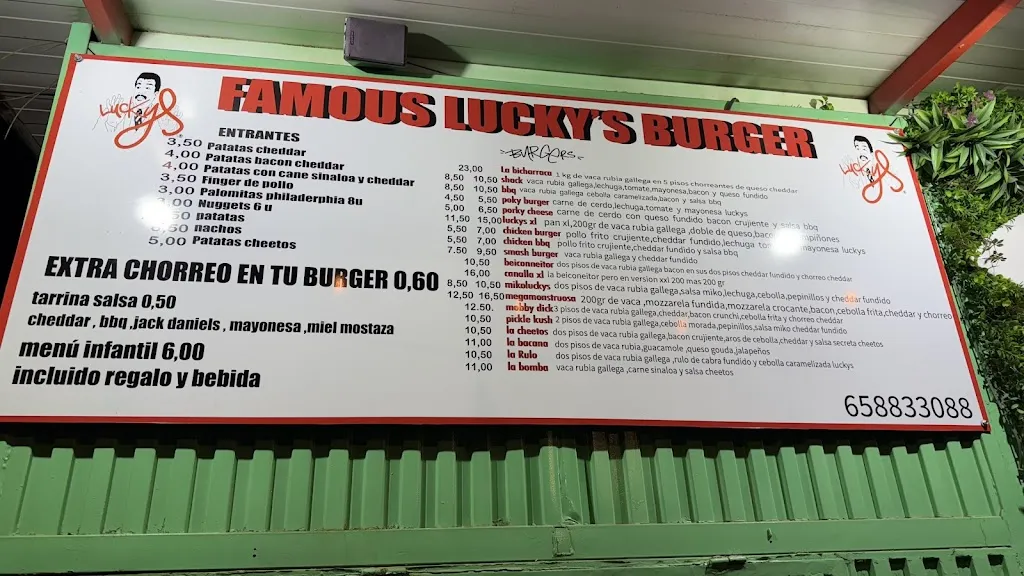 Lucky's
FAMOUS LUCKY'S BURGER
Lucky's
ENTRANTES
3,50 Patatas cheddar
4,00 Patatas bacon cheddar
4,00 Patatas con cane sinaloa y cheddar
3,50 Finger de pollo
3,00 Palomitas philaderphia 8u
Nuggets 6 u
patatas
nachos
5,00 Patatas cheetos
EXTRA CHORREO EN TU BURGER 0,60
tarrina salsa 0,50
cheddar , bbq ,jack daniels , mayonesa ,miel mostaza
menú infantil 6,00
incluido regalo y bebida
BURGERS
23,00 La bicharraca 1 kg de vaca rubia gallega en 5 pisos chorreantes de queso cheddar
8,50 10,50 shack vaca rubia gallega,lechuga,tomate,mayonesa,bacon y queso fundido
8,50 10,50 bbq vaca rubia gallega cebolla caramelizada,bacon y salsa bbq
4,50 5,50 poky burger carne de cerdo,lechuga,tomate y mayonesa luckys
5,00 6,50 porky cheese carne de cerdo con queso fundido bacon crujiente y salsa bbq
11,50 15,00 luckys xl pan xl,200gr de vaca rubia gallega ,doble de queso,bacon
5,50 7,00 chicken burger pollo frito crujiente,cheddar fundido,lechuga mayonesa luckys
5,50 7,00 chicken bbq pollo frito crujiente,cheddar fundido y salsa bbq
7.50 9,50 smash burger vaca rubia gallega y cheddar fundido
10,50 beiconneitor dos pisos de vaca rubia gallega bacon en sus dos pisos cheddar fundido y chorreo cheddar
16,00 canalla xl la beiconeitor pero en version xxl 200 mas 200 gr
8,50 10,50 mikoluckys dos pisos de vaca rubia gallega,salsa miko,lechuga,cebolla,pepinillos y cheddar fundido
12,50 16,50 megamonstruosa 200gr de vaca ,mozzarela fundida,mozzarela crocante,bacon,cebolla frita,cheddar y chorreo
12.50. mobby dick 3 pisos de vaca rubia gallega,cheddar,bacon crunchi,cebolla frita y chorreo cheddar
10,50 pickle kush 2 pisos de vaca rubia gallega,cebolla morada,pepinillos,salsa miko cheddar fundido
10,50 la cheetos dos pisos de vaca rubia gallega,bacon crujiente,aros de cebolla,cheddar y salsa secreta cheetos
11,00 la bacana dos pisos de vaca rubia,guacamole ,queso gouda,jalapeños
10,50 la Rulo dos pisos de vaca rubia gallega ,rulo de cabra fundido y cebolla caramelizada luckys
11,00 la bomba vaca rubia gallega ,carne sinaloa y salsa cheetos
658833088